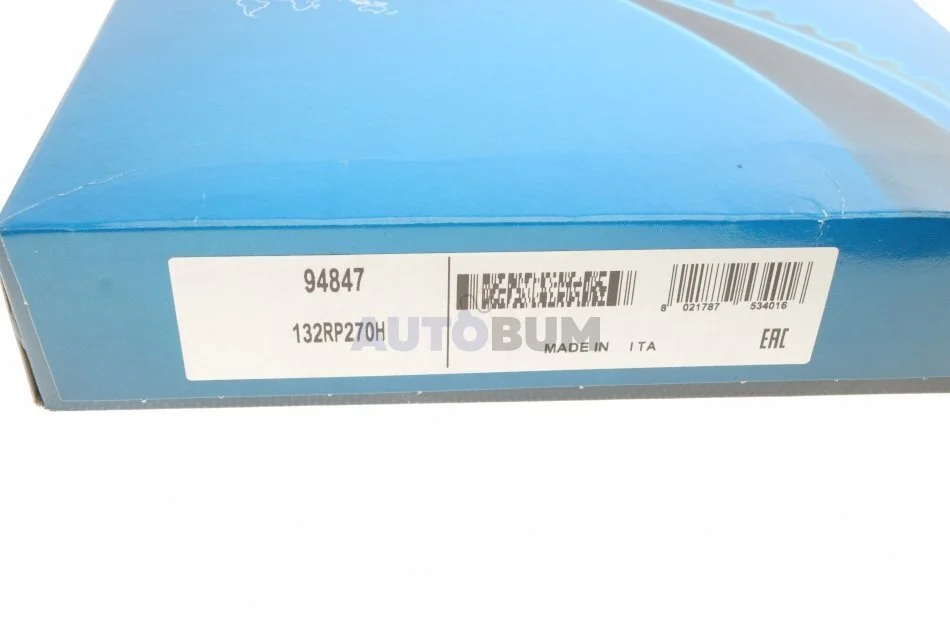 94847
132RP270H
8 021787 534016
MADE IN ITA
EAC
AUTOBUM